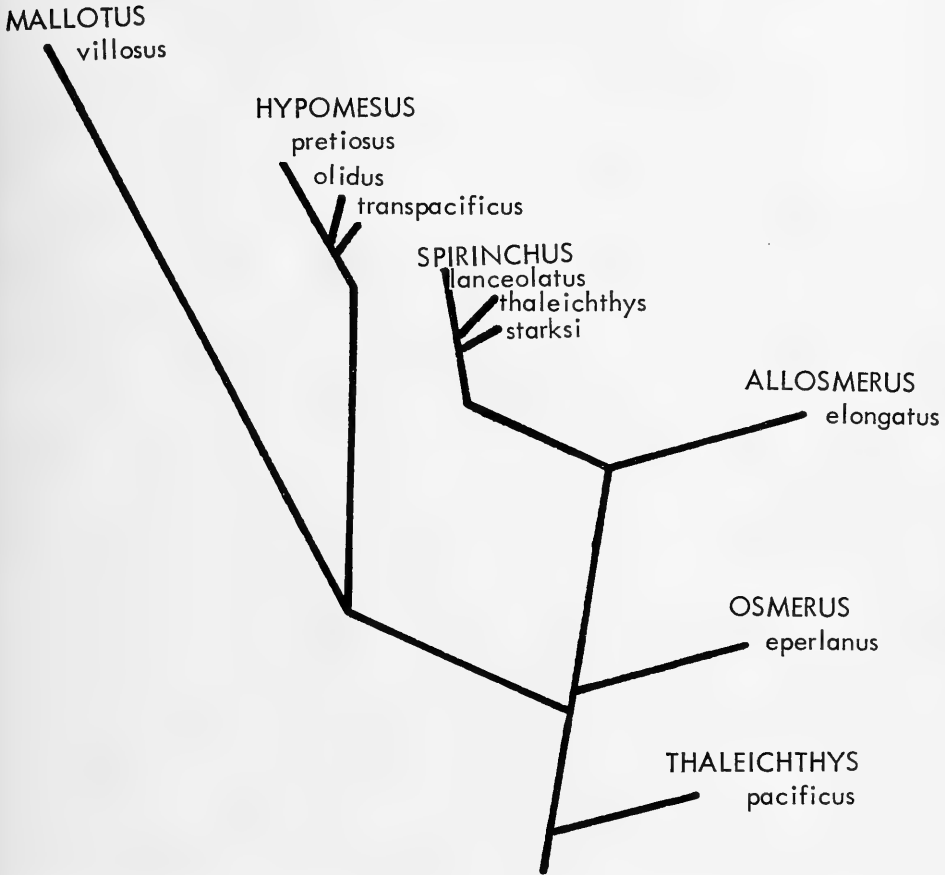 MALLOTUS
villosus
HYPOMESUS
pretiosus
olidus
transpacificus
SPIRINCHUS
lanceolatus
thaleichthys
starksi
ALLOSMERUS
elongatus
OSMERUS
eperlanus
THALEICHTHYS
pacificus